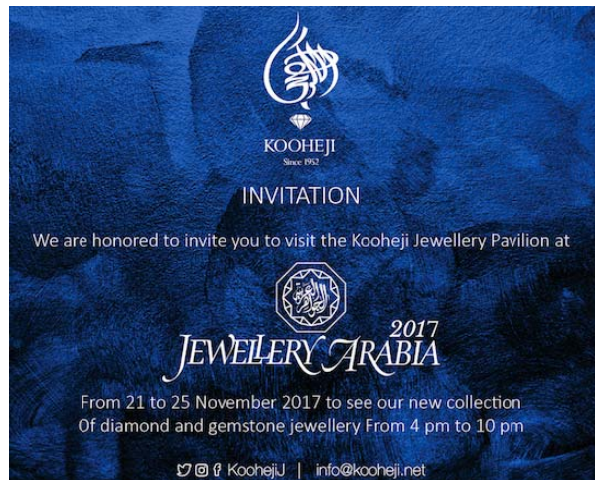 KOOHEJI
Since 1952
INVITATION
We are honored to invite you to visit the Kooheji Jewellery Pavilion at
2017
JEWELLERY ARABIA
From 21 to 25 November 2017 to see our new collection
Of diamond and gemstone jewellery From 4 pm to 10 pm
KoohejiJ | info@kooheji.net